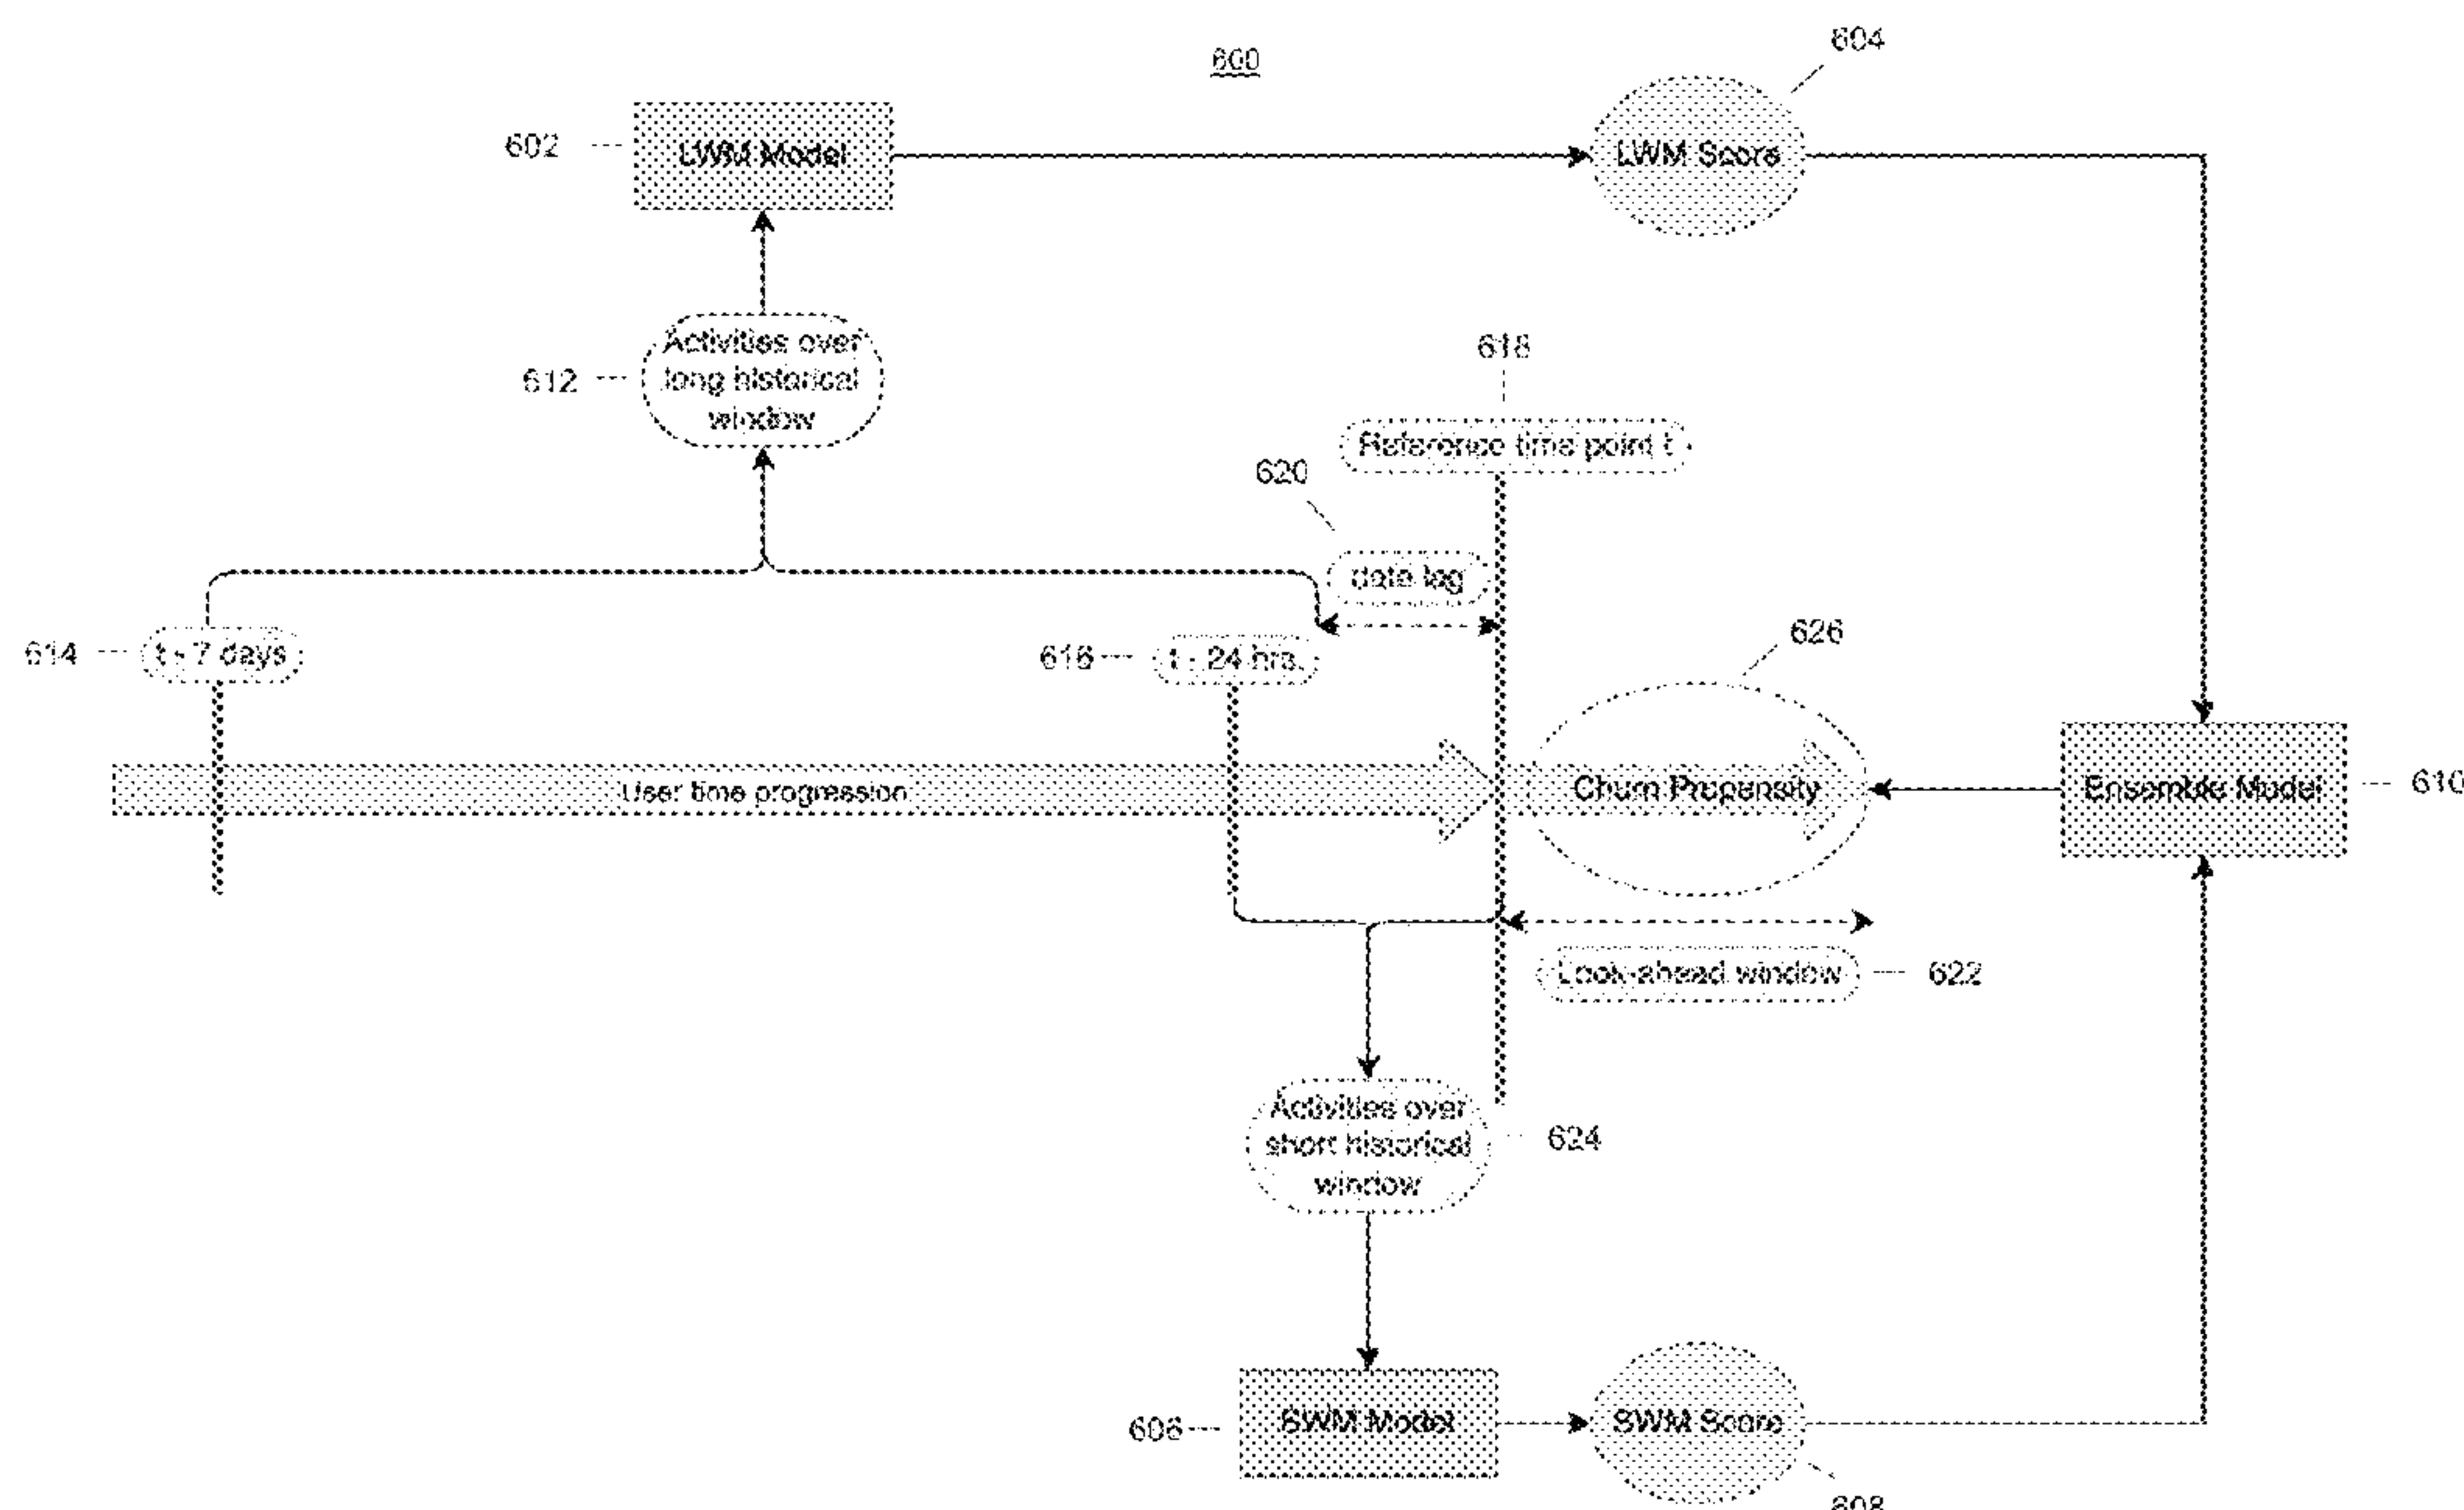 600
604
602
LWM Model
LWM Score
Activities over
long historical
window
612
618
Reference time point t
620
date lag
614
t - 7 days
616
t - 24 hrs.
626
User time progression
Churn Propensity
Ensemble Model
610
Look-ahead window
622
Activities over
short historical
window
624
606
SWM Model
SWM Score
608